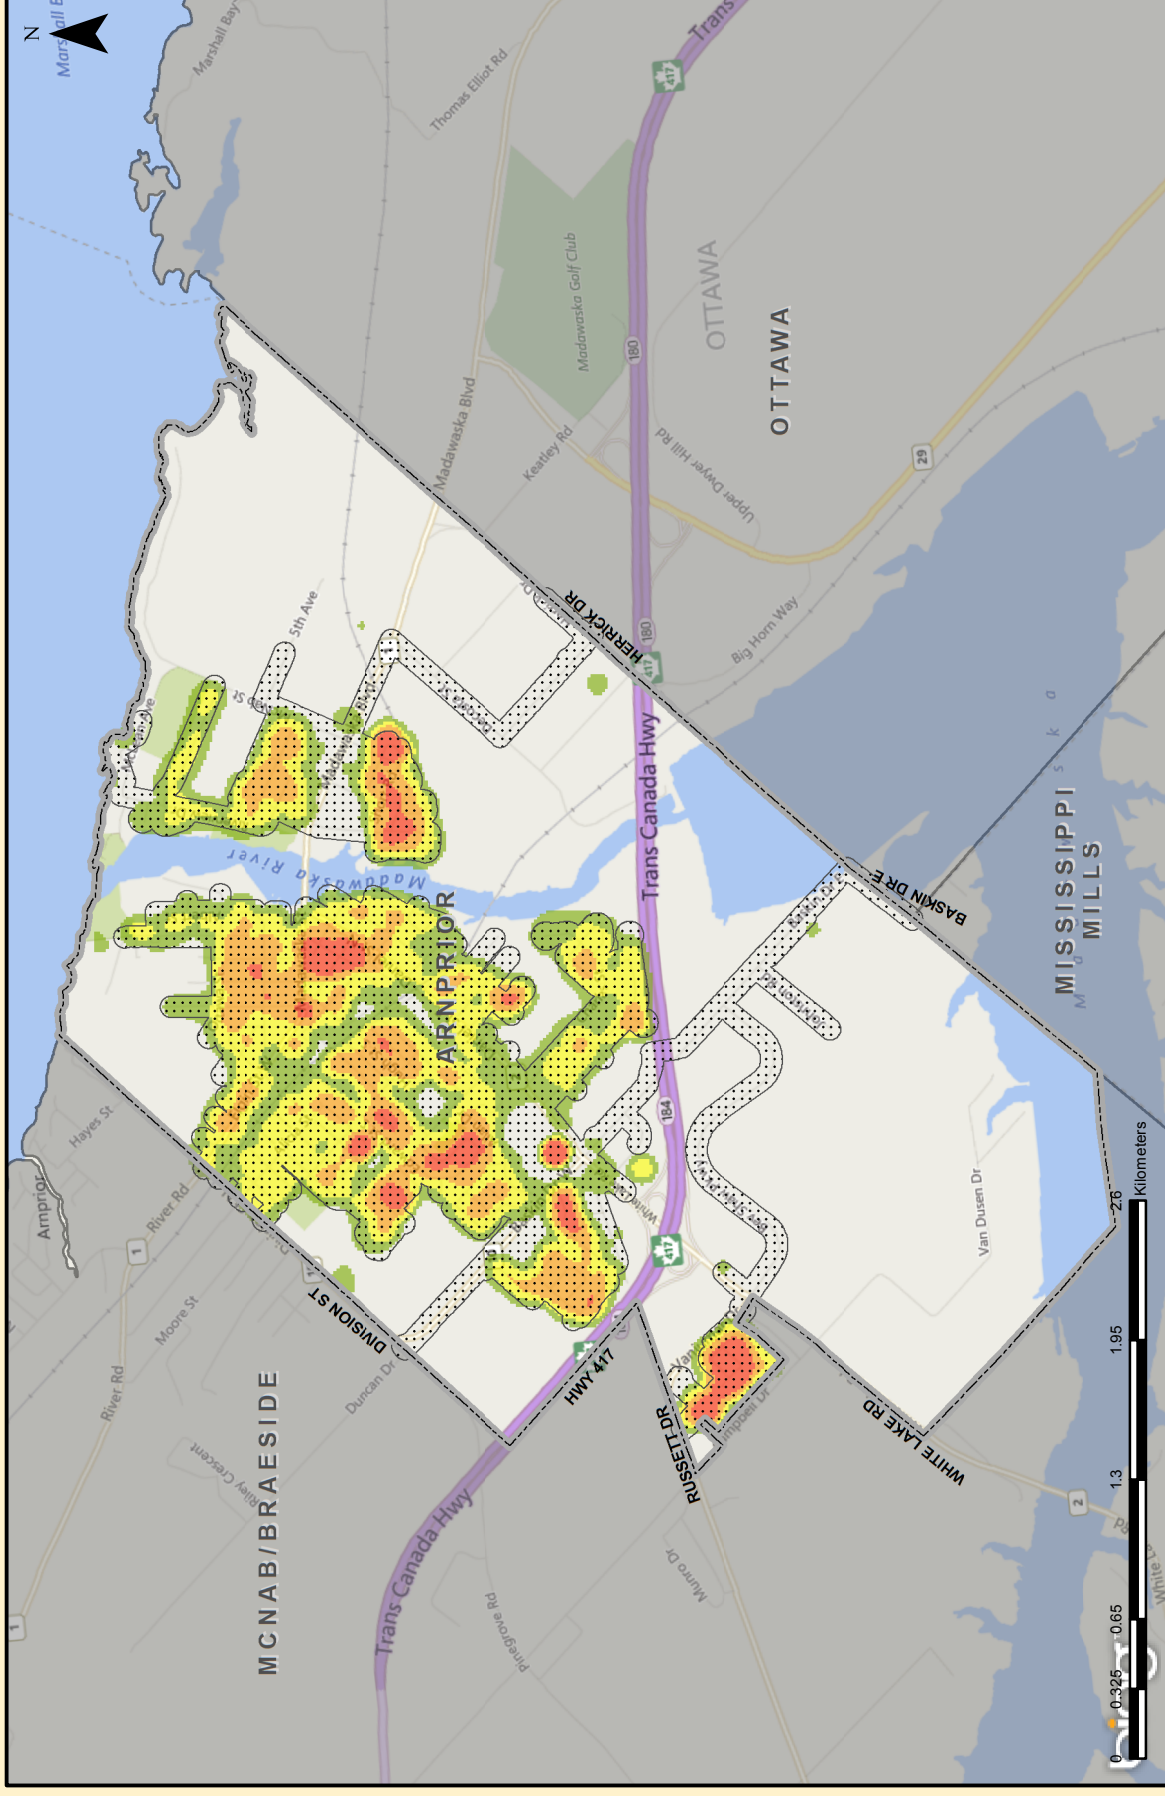 N
Marshall Bay
Thomas Elliot Rd
Trans
417
Madawaska Golf Club
OTTAWA
OTTAWA
180
Madawaska Blvd
Keatley Rd
Upper Dwyer Hill Rd
29
Big Horn Way
180
417
HERRICK DR
5th Ave
Trans Canada Hwy
Madawaska River
ARNPRIOR
BASKIN DR E
MISSISSIPPI
MILLS
Johnston Rd
184
417
Van Dusen Dr
Hayes St
Arnprior
River Rd
1
Moore St
DIVISION ST
Duncan Dr
River Rd
MCNAB/BRAESIDE
Riley Crescent
HWY 417
RUSSETT DR
WHITE LAKE RD
2
Trans Canada Hwy
Munro Dr
Pinegrove Rd
1
0 0.325 0.65 1.3 1.95 2.6
Kilometers
bing